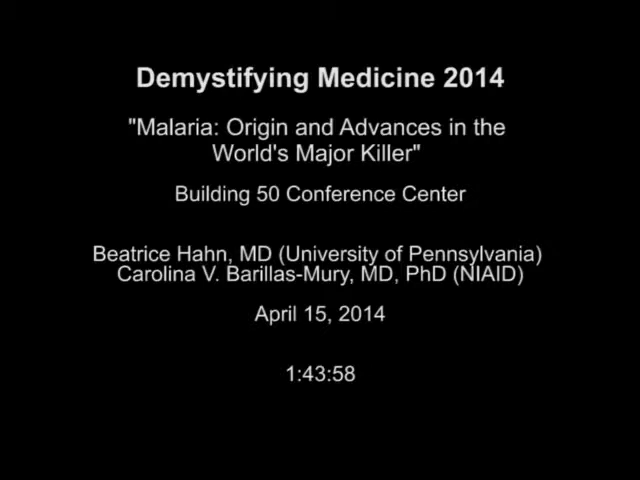 Demystifying Medicine 2014
"Malaria: Origin and Advances in the
World's Major Killer"
Building 50 Conference Center
Beatrice Hahn, MD (University of Pennsylvania)
Carolina V. Barillas-Mury, MD, PhD (NIAID)
April 15, 2014
1:43:58